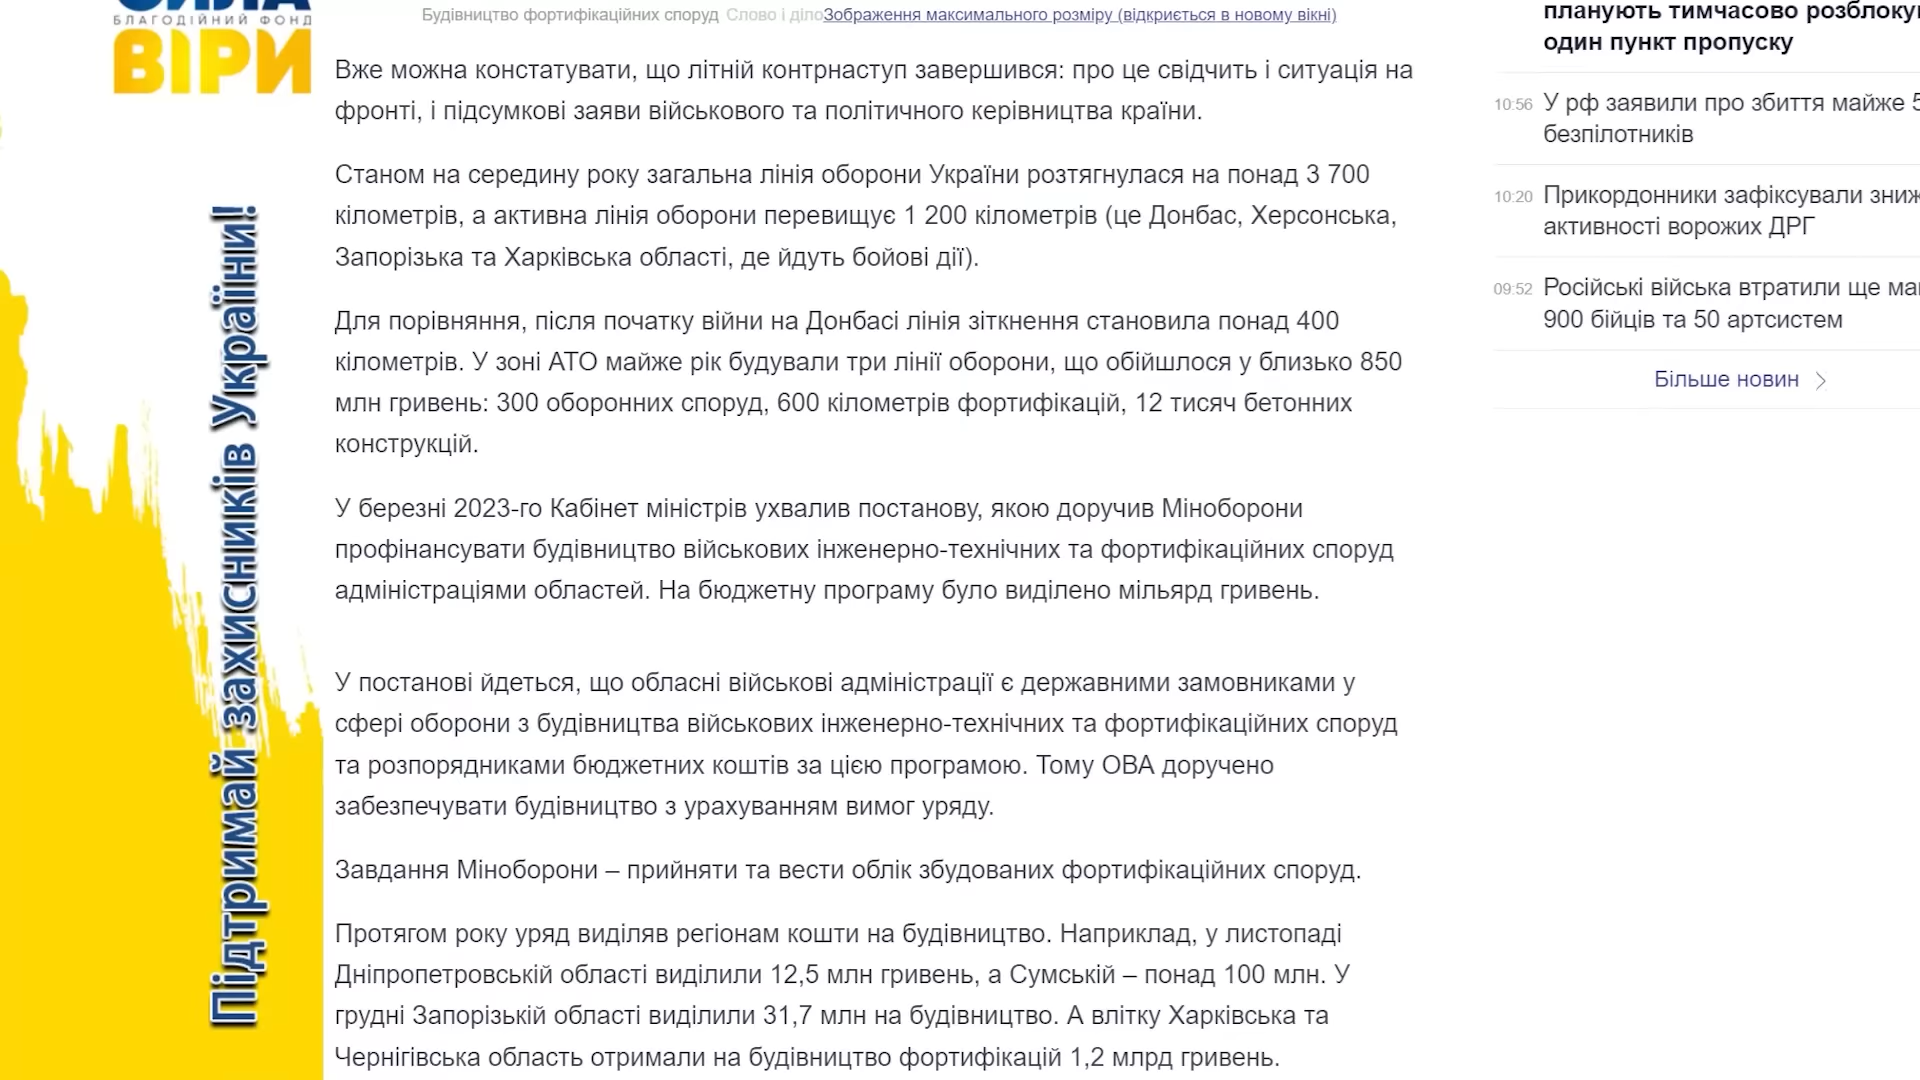 БЛАГОДІЙНИЙ ФОНД
ВІРИ
Підтримай захисників України!
Будівництво фортифікаційних споруд Слово і діло Зображення максимального розміру (відкриється в новому вікні)
Вже можна констатувати, що літній контрнаступ завершився: про це свідчить і ситуація на
фронті, і підсумкові заяви військового та політичного керівництва країни.
Станом на середину року загальна лінія оборони України розтягнулася на понад 3 700
кілометрів, а активна лінія оборони перевищує 1 200 кілометрів (це Донбас, Херсонська,
Запорізька та Харківська області, де йдуть бойові дії).
Для порівняння, після початку війни на Донбасі лінія зіткнення становила понад 400
кілометрів. У зоні АТО майже рік будували три лінії оборони, що обійшлося у близько 850
млн гривень: 300 оборонних споруд, 600 кілометрів фортифікацій, 12 тисяч бетонних
конструкцій.
У березні 2023-го Кабінет міністрів ухвалив постанову, якою доручив Міноборони
профінансувати будівництво військових інженерно-технічних та фортифікаційних споруд
адміністраціями областей. На бюджетну програму було виділено мільярд гривень.
У постанові йдеться, що обласні військові адміністрації є державними замовниками у
сфері оборони з будівництва військових інженерно-технічних та фортифікаційних споруд
та розпорядниками бюджетних коштів за цією програмою. Тому ОВА доручено
забезпечувати будівництво з урахуванням вимог уряду.
Завдання Міноборони – прийняти та вести облік збудованих фортифікаційних споруд.
Протягом року уряд виділяв регіонам кошти на будівництво. Наприклад, у листопаді
Дніпропетровській області виділили 12,5 млн гривень, а Сумській – понад 100 млн. У
грудні Запорізькій області виділили 31,7 млн на будівництво. А влітку Харківська та
Чернігівська область отримали на будівництво фортифікацій 1,2 млрд гривень.
планують тимчасово
один пункт пропуску
10:56 У рф заявили про збиття майже
безпілотників
10:20 Прикордонники зафіксували
активності ворожих ДРГ
09:52 Російські війська втратили ще
900 бійців та 50 артсистем
Більше новин